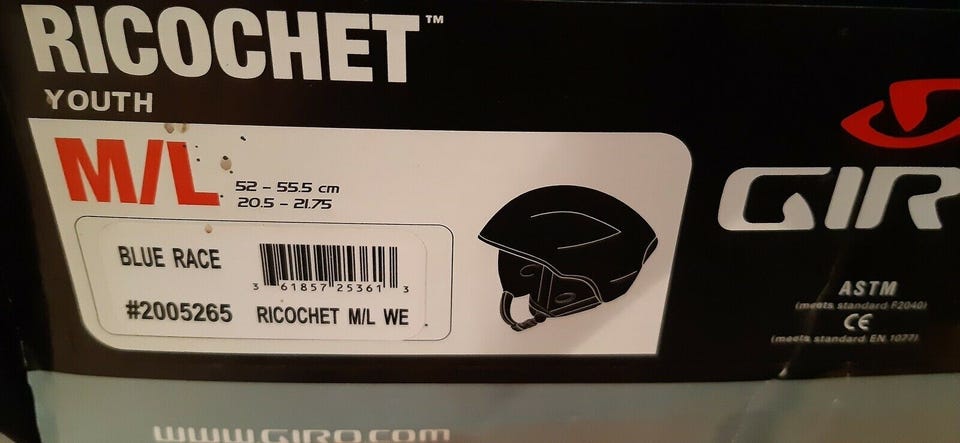 RICOCHET™
YOUTH
M/L
52 - 55.5 cm
20.5 - 21.75
BLUE RACE
3 61857 25361 3
#2005265 RICOCHET M/L WE
GIR
ASTM
(meets standard F2040)
CE
(meets standard EN 1077)
www.GIRO.com